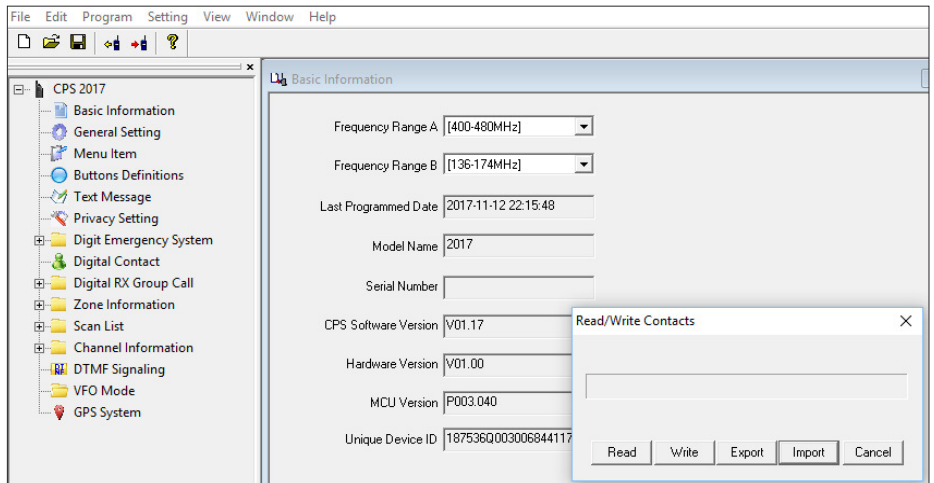 File Edit Program Setting View Window Help
CPS 2017
Basic Information
General Setting
Menu Item
Buttons Definitions
Text Message
Privacy Setting
Digit Emergency System
Digital Contact
Digital RX Group Call
Zone Information
Scan List
Channel Information
DTMF Signaling
VFO Mode
GPS System
Basic Information
Frequency Range A [400-480MHz]
Frequency Range B [136-174MHz]
Last Programmed Date 2017-11-12 22:15:48
Model Name 2017
Serial Number
CPS Software Version V01.17
Hardware Version V01.00
MCU Version P003.040
Unique Device ID 187536Q003006844117
Read/Write Contacts
Read Write Export Import Cancel